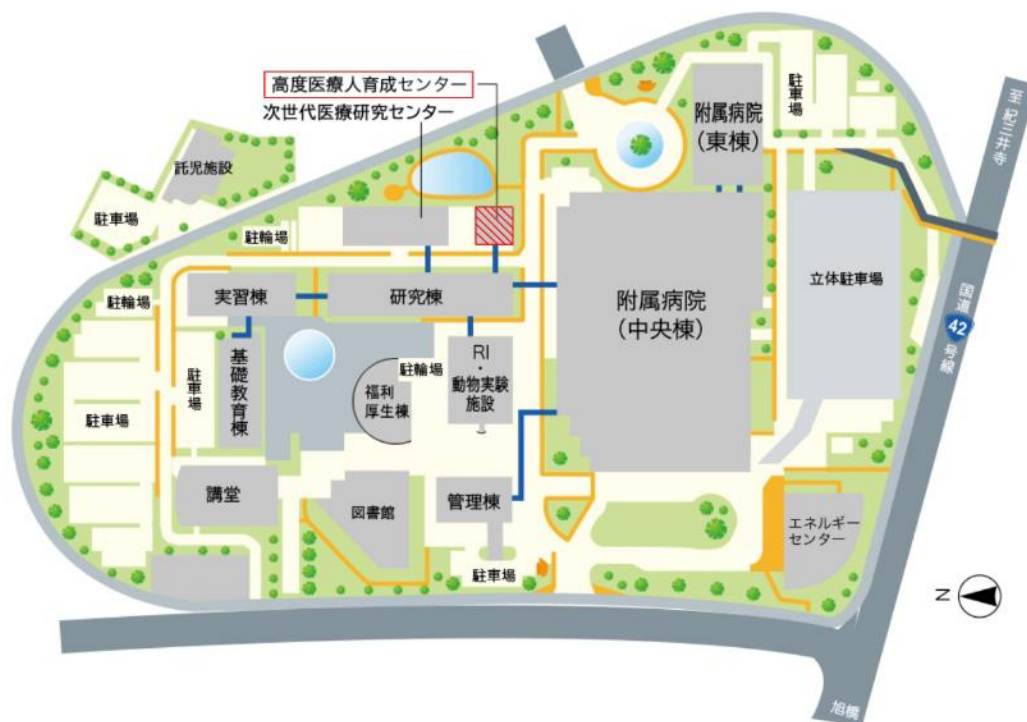 高度医療人育成センター
次世代医療研究センター
附属病院
(東棟)
駐車場
至 紀三井寺
託児施設
駐車場
駐輪場
駐輪場
実習棟
研究棟
附属病院
(中央棟)
立体駐車場
国道
42
号線
基礎教育棟
駐車場
駐車場
福利
厚生棟
駐輪場
RI
・
動物実験
施設
講堂
図書館
管理棟
駐車場
エネルギー
センター
N
旭橋